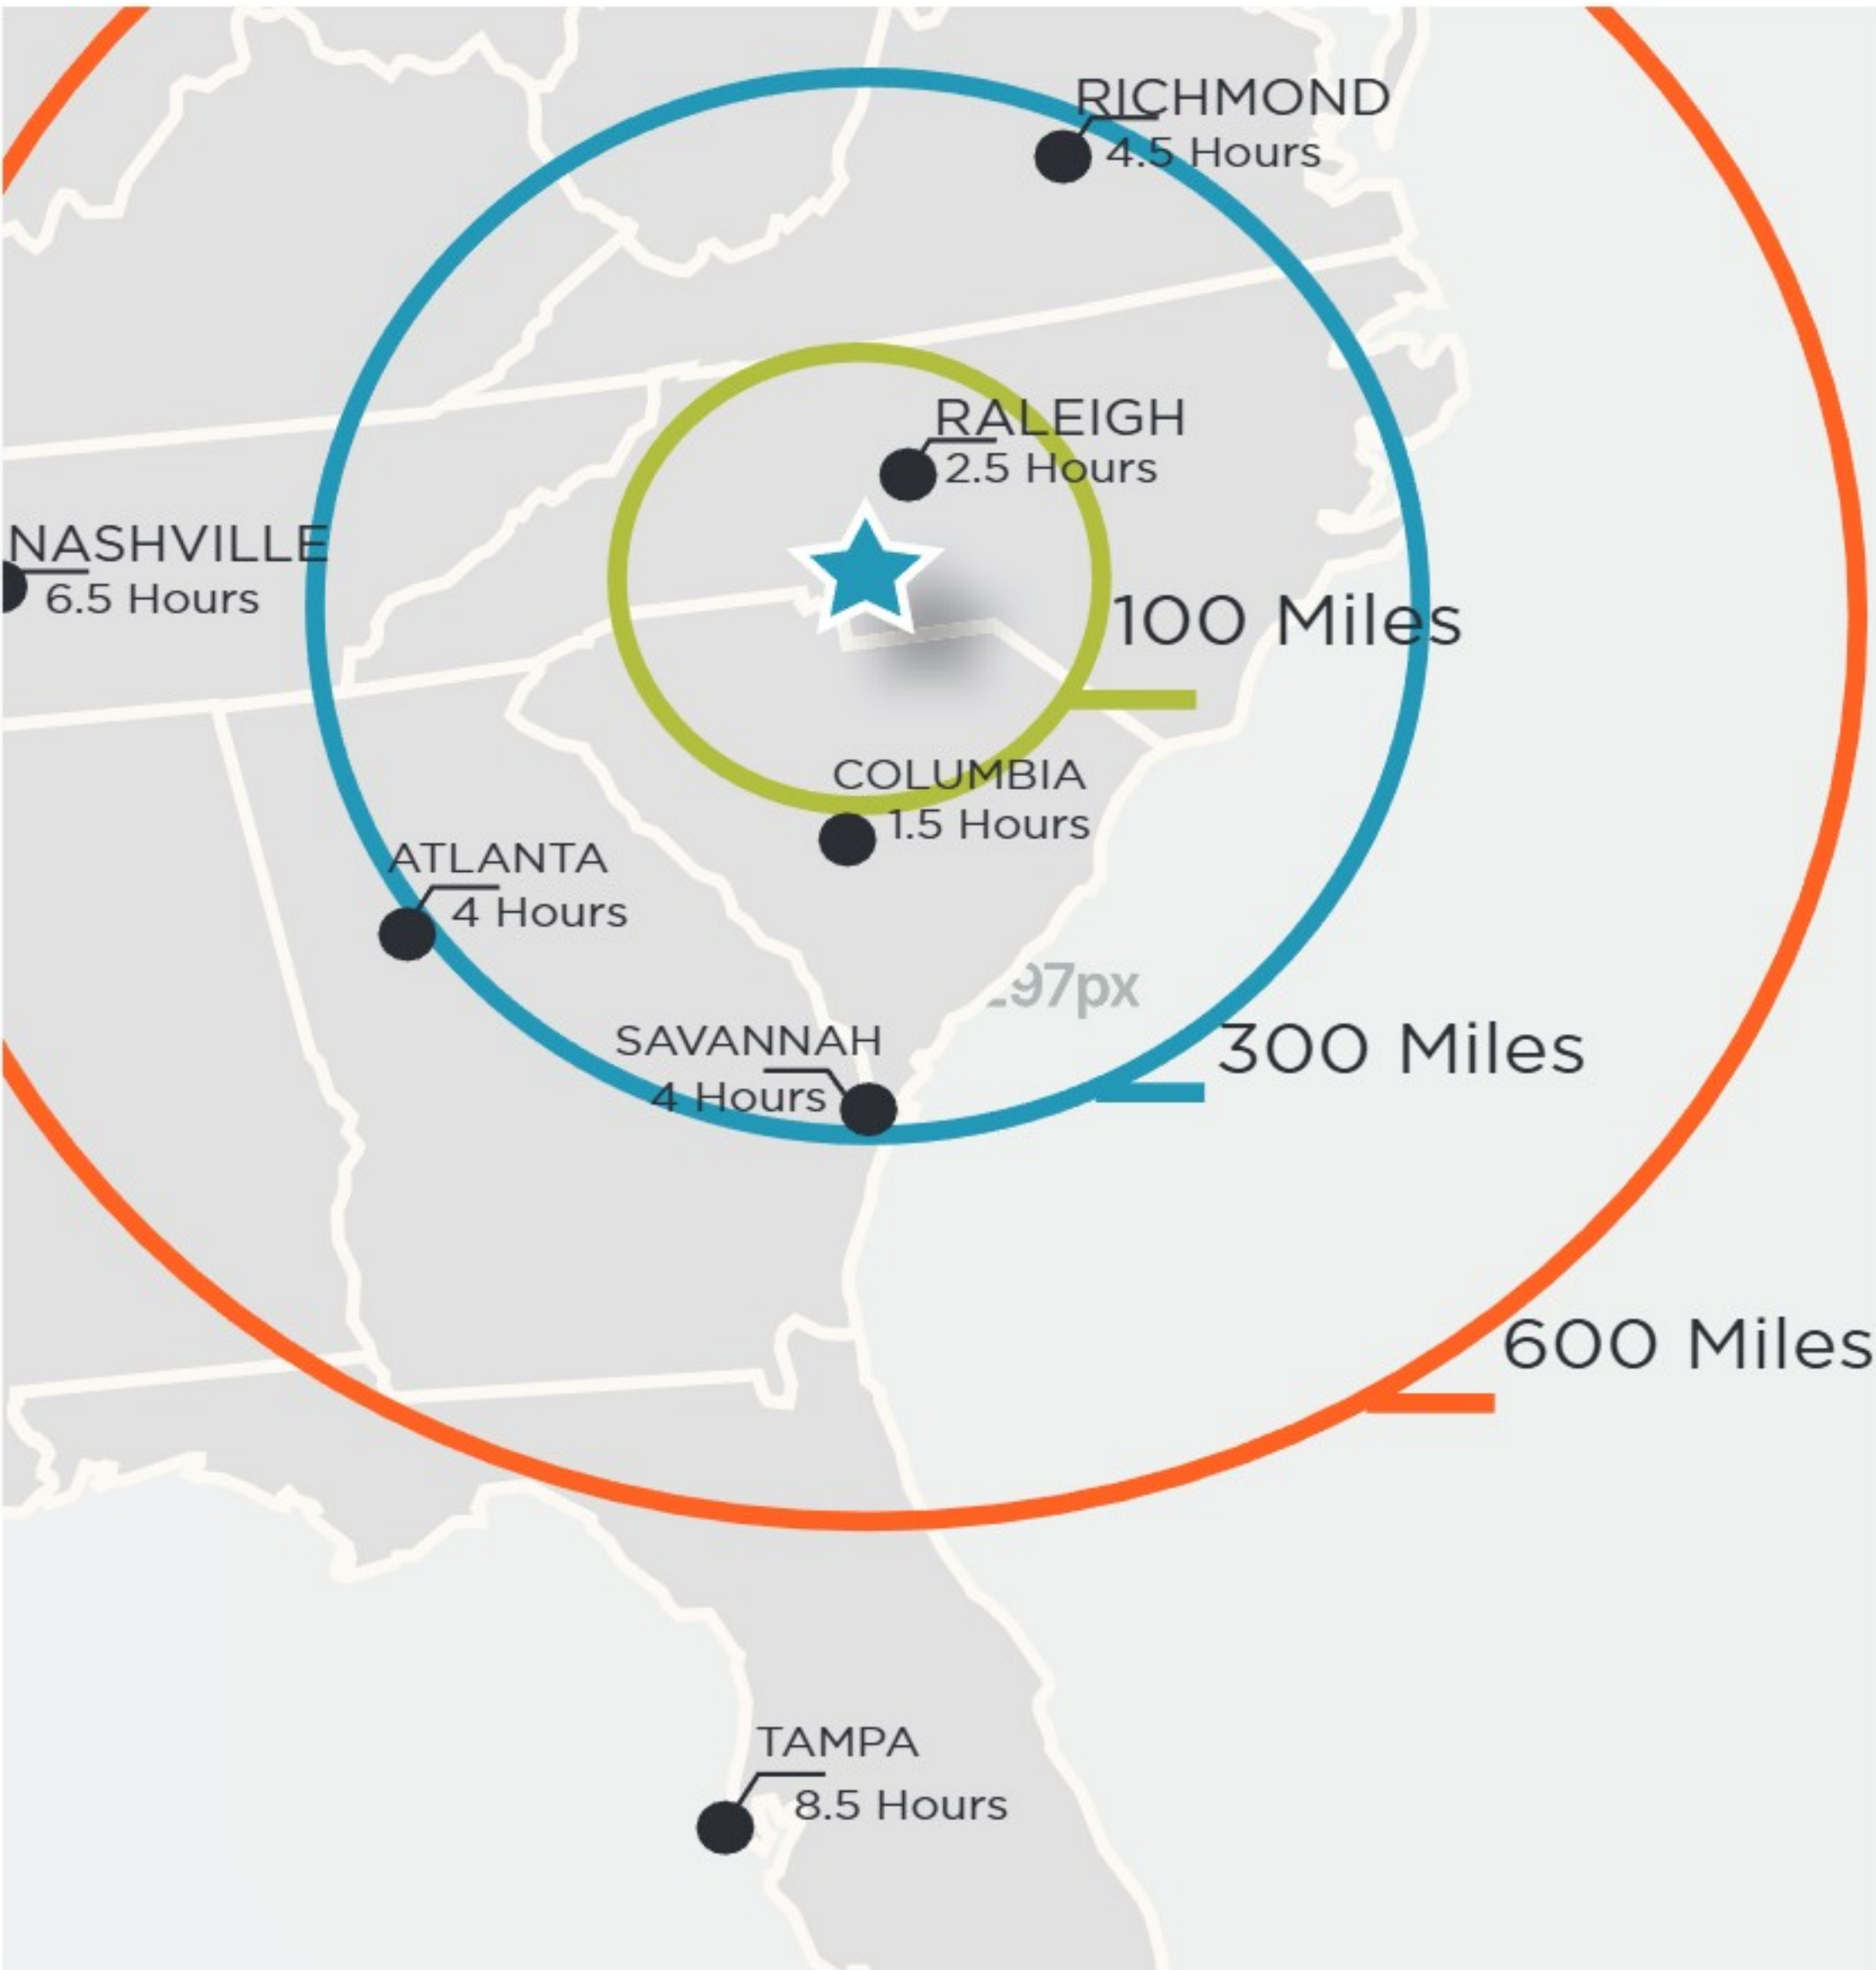 RICHMOND
4.5 Hours
RALEIGH
2.5 Hours
NASHVILLE
6.5 Hours
100 Miles
COLUMBIA
1.5 Hours
ATLANTA
4 Hours
97px
SAVANNAH
4 Hours
300 Miles
600 Miles
TAMPA
8.5 Hours